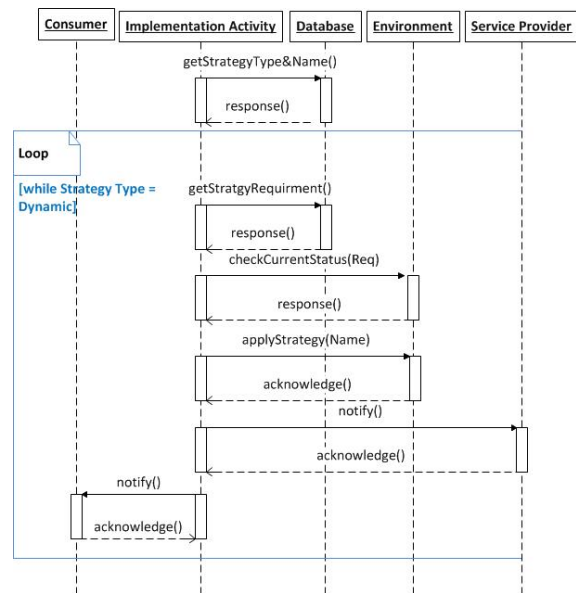 Consumer
Implementation Activity
Database
Environment
Service Provider
getStrategyType&Name()
response()
Loop
[while Strategy Type =
Dynamic]
getStratgyRequirment()
response()
checkCurrentStatus(Req)
response()
applyStrategy(Name)
acknowledge()
notify()
acknowledge()
notify()
acknowledge()